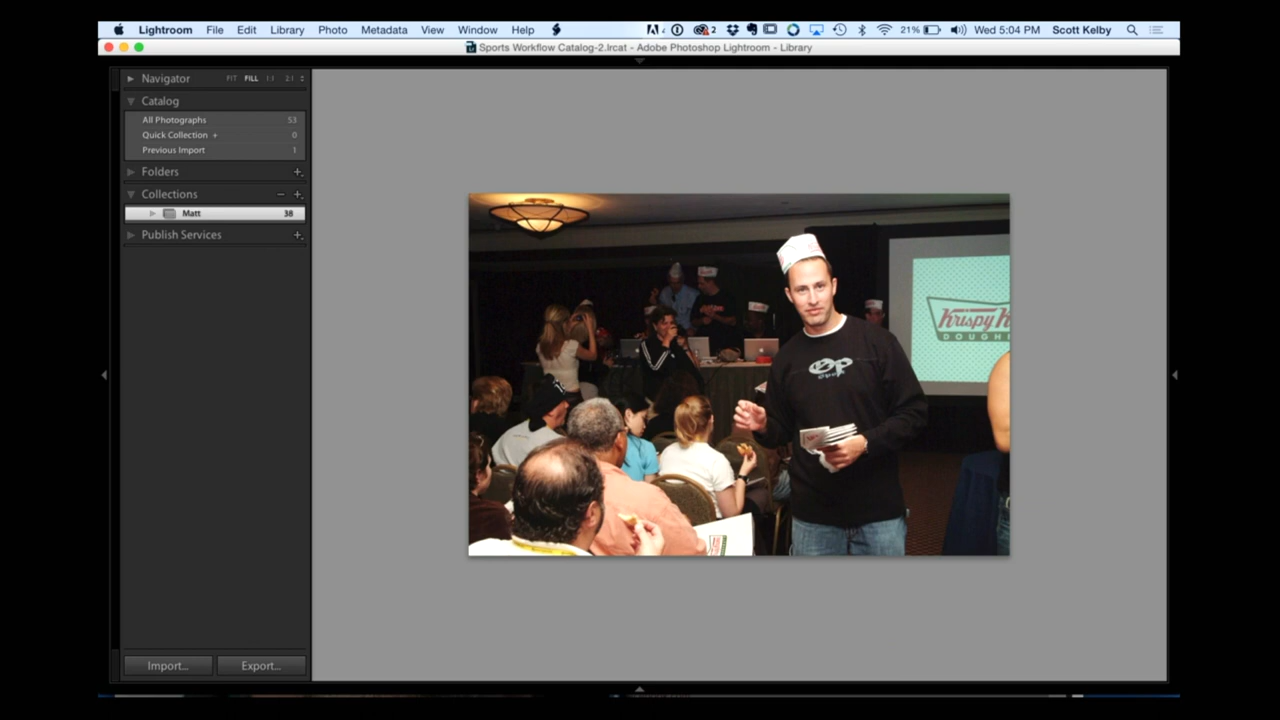 Lightroom File Edit Library Photo Metadata View Window Help 2 21% Wed 5:04 PM Scott Kelby
Sports Workflow Catalog-2.lrcat - Adobe Photoshop Lightroom - Library
Navigator FIT FILL 1:1 2:1
Catalog
All Photographs 53
Quick Collection + 0
Previous Import 1
Folders +
Collections − +
Matt 38
Publish Services +
Import...
Export...
Krispy K
DOUGH
Op